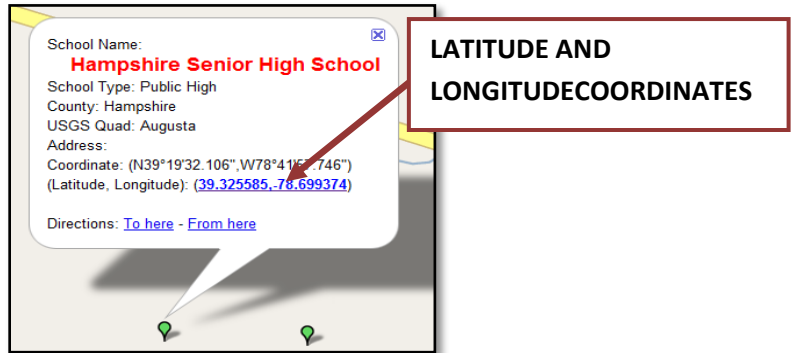 School Name:
Hampshire Senior High School
School Type: Public High
County: Hampshire
USGS Quad: Augusta
Address:
Coordinate: (N39°19'32.106",W78°41' .746")
(Latitude, Longitude): (39.325585,-78.699374)
Directions: To here - From here
LATITUDE AND
LONGITUDECOORDINATES